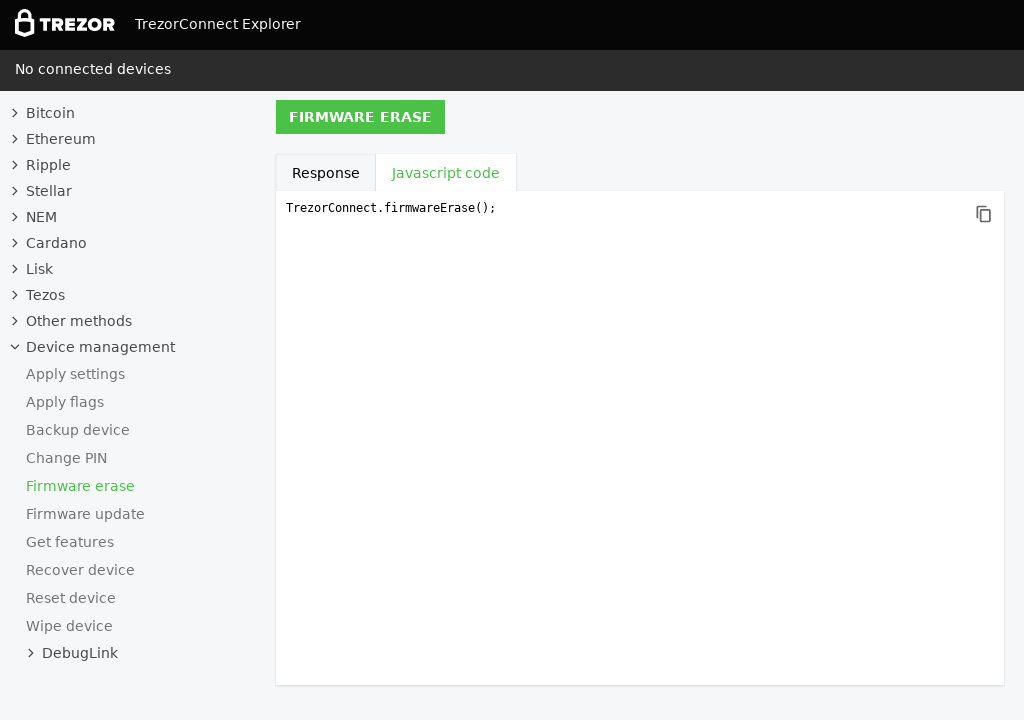 TREZOR TrezorConnect Explorer
No connected devices
Bitcoin
Ethereum
Ripple
Stellar
NEM
Cardano
Lisk
Tezos
Other methods
Device management
Apply settings
Apply flags
Backup device
Change PIN
Firmware erase
Firmware update
Get features
Recover device
Reset device
Wipe device
DebugLink
FIRMWARE ERASE
Response Javascript code
TrezorConnect.firmwareErase();